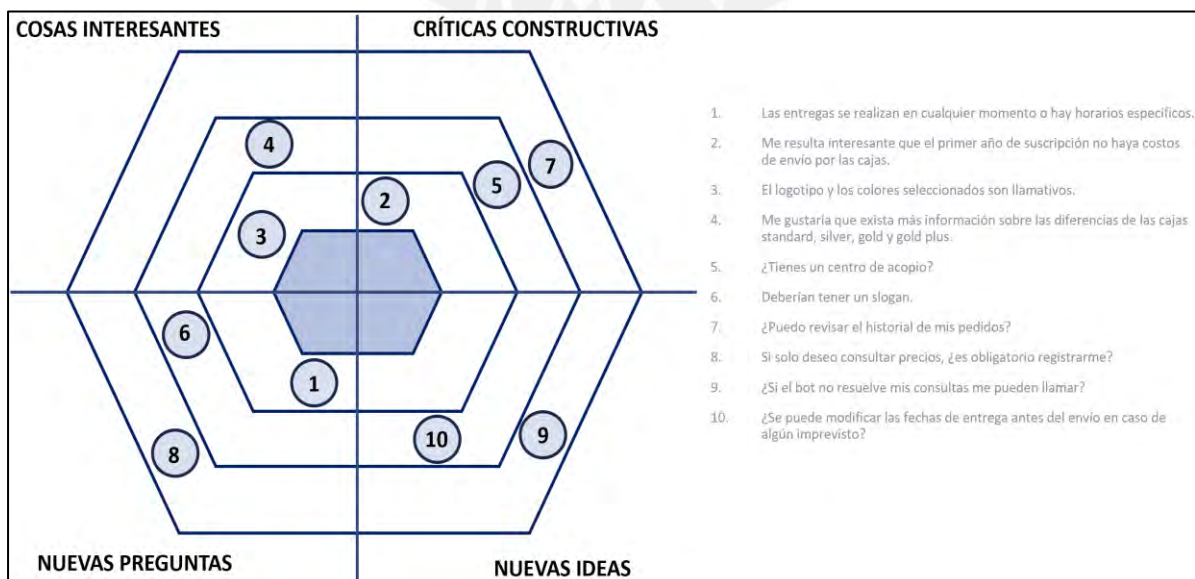 COSAS INTERESANTES
CRÍTICAS CONSTRUCTIVAS
4
7
5
2
3
6
1
10
9
8
NUEVAS PREGUNTAS
NUEVAS IDEAS
1. Las entregas se realizan en cualquier momento o hay horarios específicos.
2. Me resulta interesante que el primer año de suscripción no haya costos
de envío por las cajas.
3. El logotipo y los colores seleccionados son llamativos.
4. Me gustaría que exista más información sobre las diferencias de las cajas
standard, silver, gold y gold plus.
5. ¿Tienes un centro de acopio?
6. Deberían tener un slogan.
7. ¿Puedo revisar el historial de mis pedidos?
8. Si solo deseo consultar precios, ¿es obligatorio registrarme?
9. ¿Si el bot no resuelve mis consultas me pueden llamar?
10. ¿Se puede modificar las fechas de entrega antes del envío en caso de
algún imprevisto?